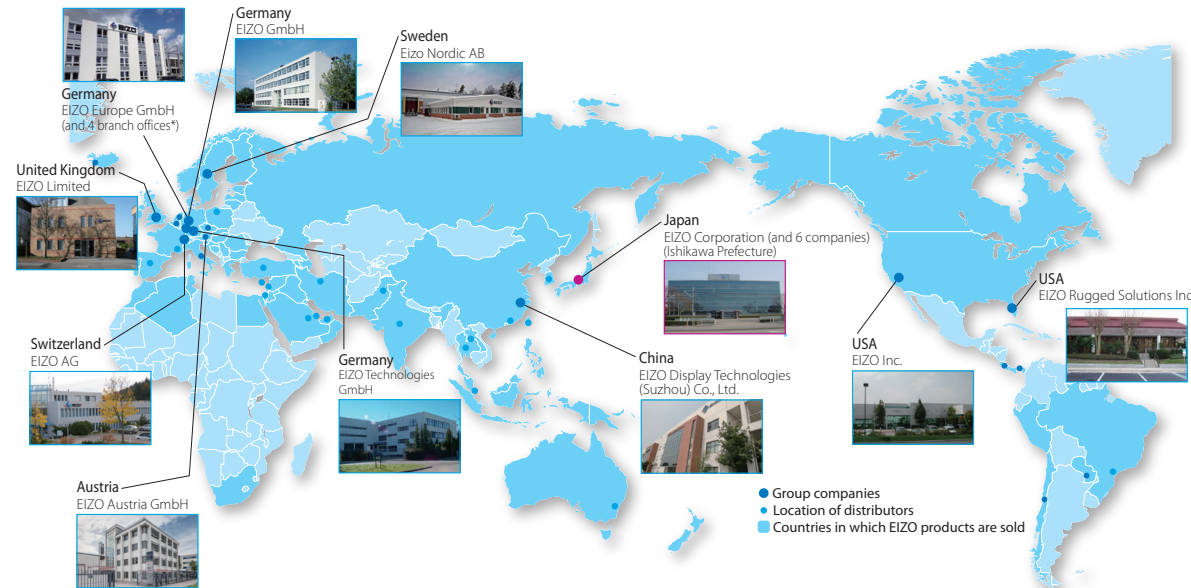 Germany
EIZO GmbH
Sweden
Eizo Nordic AB
EIZO
Germany
EIZO Europe GmbH
(and 4 branch offices*)
United Kingdom
EIZO Limited
Japan
EIZO Corporation (and 6 companies)
(Ishikawa Prefecture)
USA
EIZO Rugged Solutions Inc
Switzerland
EIZO AG
Germany
EIZO Technologies
GmbH
China
EIZO Display Technologies
(Suzhou) Co., Ltd.
USA
EIZO Inc.
Austria
EIZO Austria GmbH
Group companies
Location of distributors
Countries in which EIZO products are sold